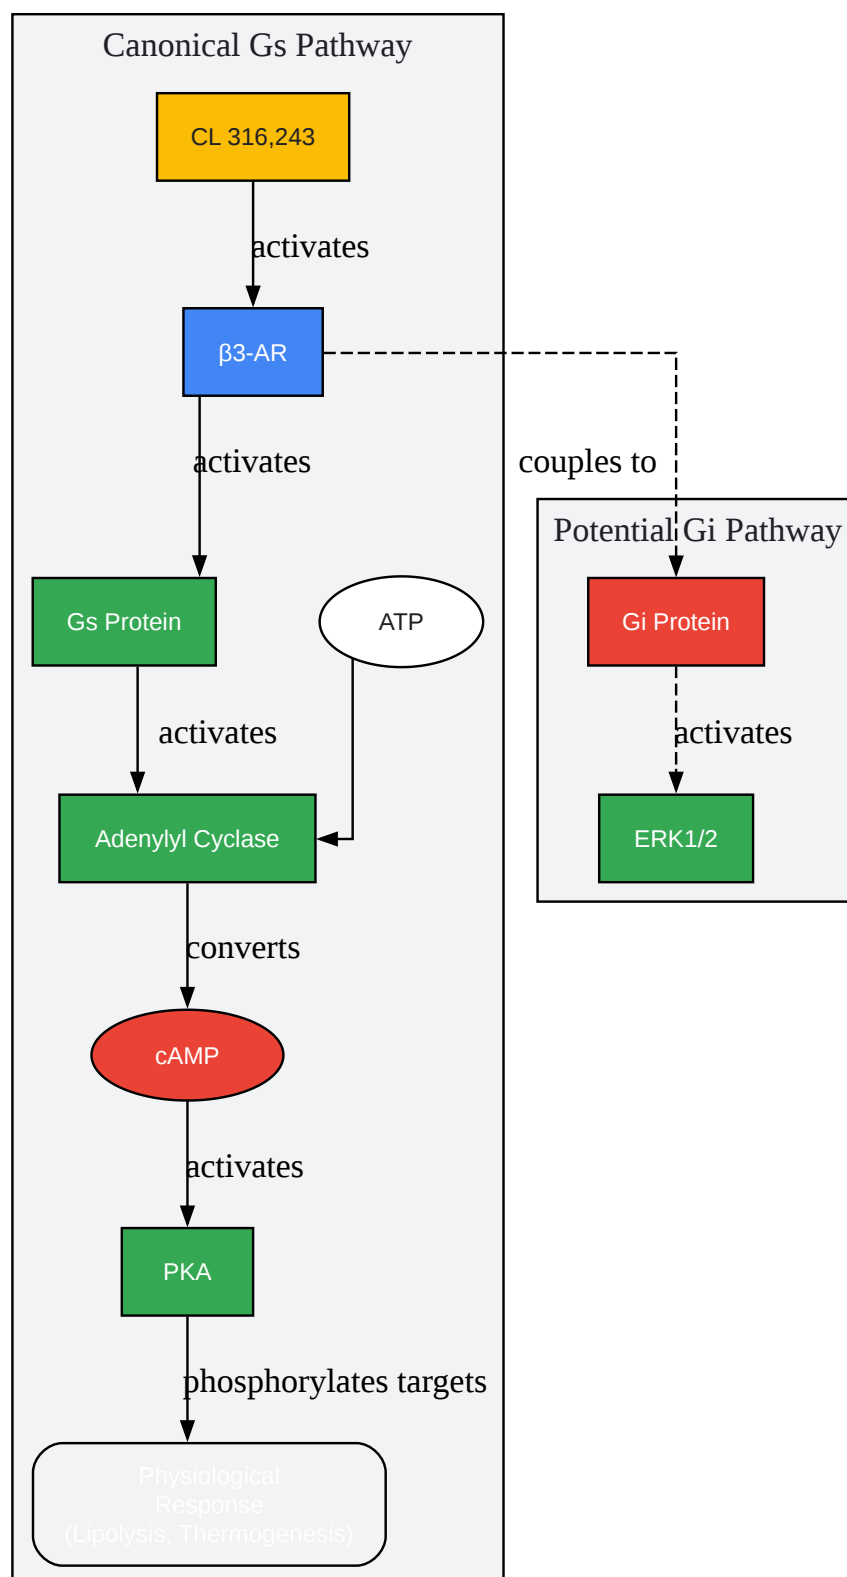 Canonical Gs Pathway
CL 316,243
activates
β3-AR
activates
couples to
Potential Gi Pathway
Gs Protein
ATP
Gi Protein
activates
activates
Adenylyl Cyclase
ERK1/2
converts
cAMP
activates
PKA
phosphorylates targets
Physiological
Response
(Lipolysis, Thermogenesis)